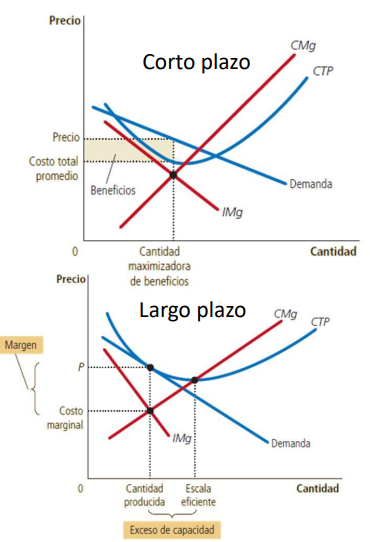 Precio
Corto plazo
CMg
CTP
Precio
Costo total
promedio
Beneficios
Demanda
IMg
0
Cantidad
maximizadora
de beneficios
Cantidad
Precio
Largo plazo
CMg
CTP
Margen
P
Costo
marginal
IMg
Demanda
0
Cantidad
producida
Escala
eficiente
Cantidad
Exceso de capacidad